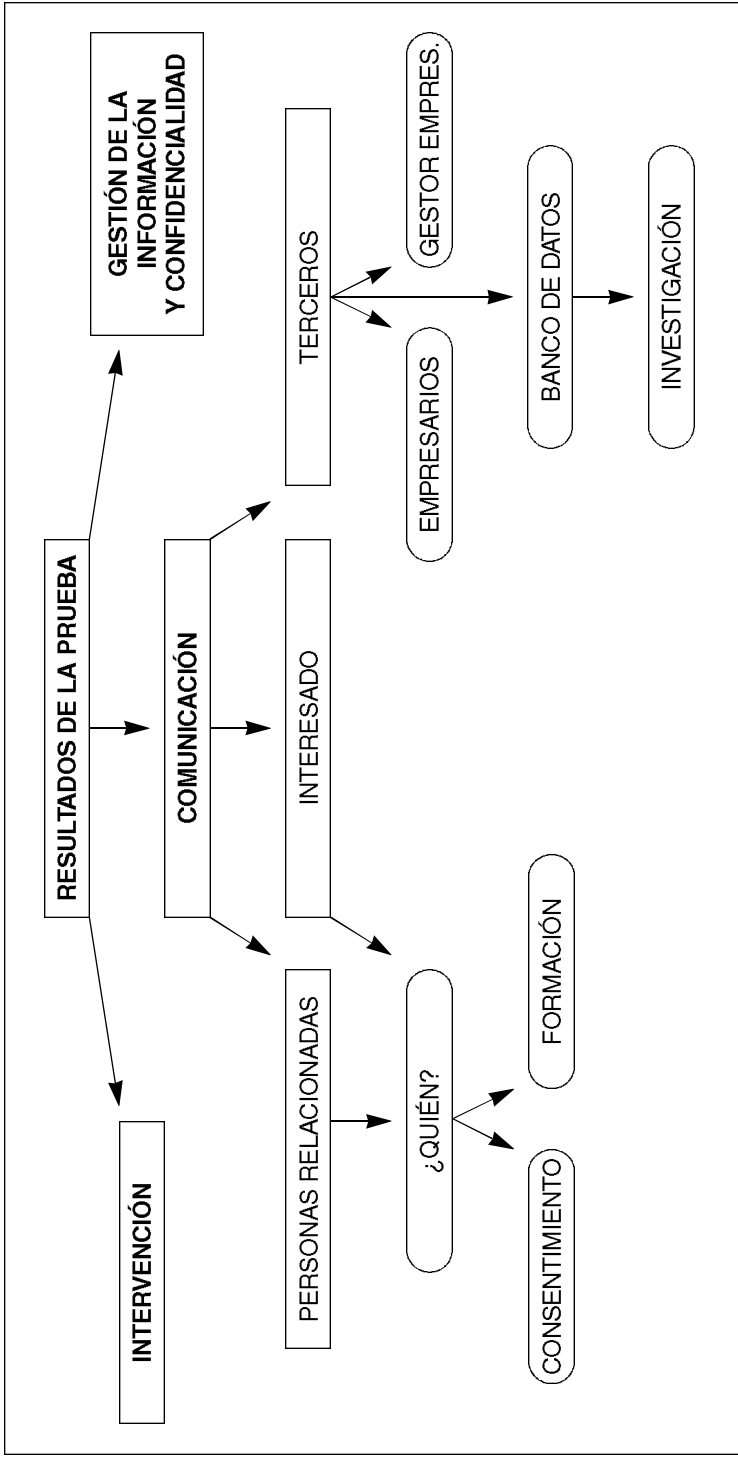 RESULTADOS DE LA PRUEBA
INTERVENCIÓN
COMUNICACIÓN
GESTIÓN DE LA
INFORMACIÓN
Y CONFIDENCIALIDAD
PERSONAS RELACIONADAS
INTERESADO
TERCEROS
¿QUIÉN?
EMPRESARIOS
GESTOR EMPRES.
CONSENTIMIENTO
FORMACIÓN
BANCO DE DATOS
INVESTIGACIÓN